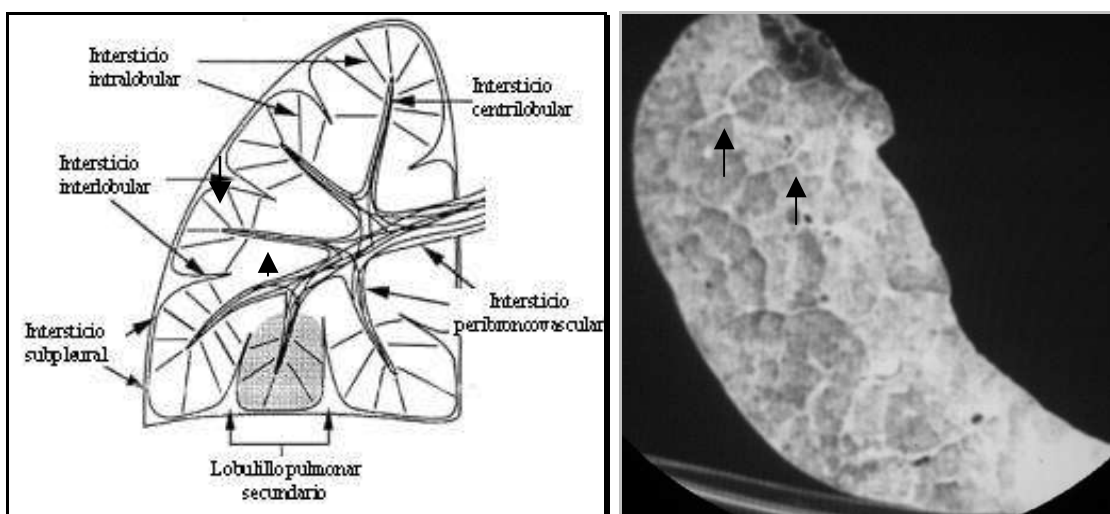 Intersticio
intralobular
Intersticio
centrilobular
Intersticio
interlobular
Intersticio
peribroncovascular
Intersticio
subpleural
Lobulillo pulmonar
secundario